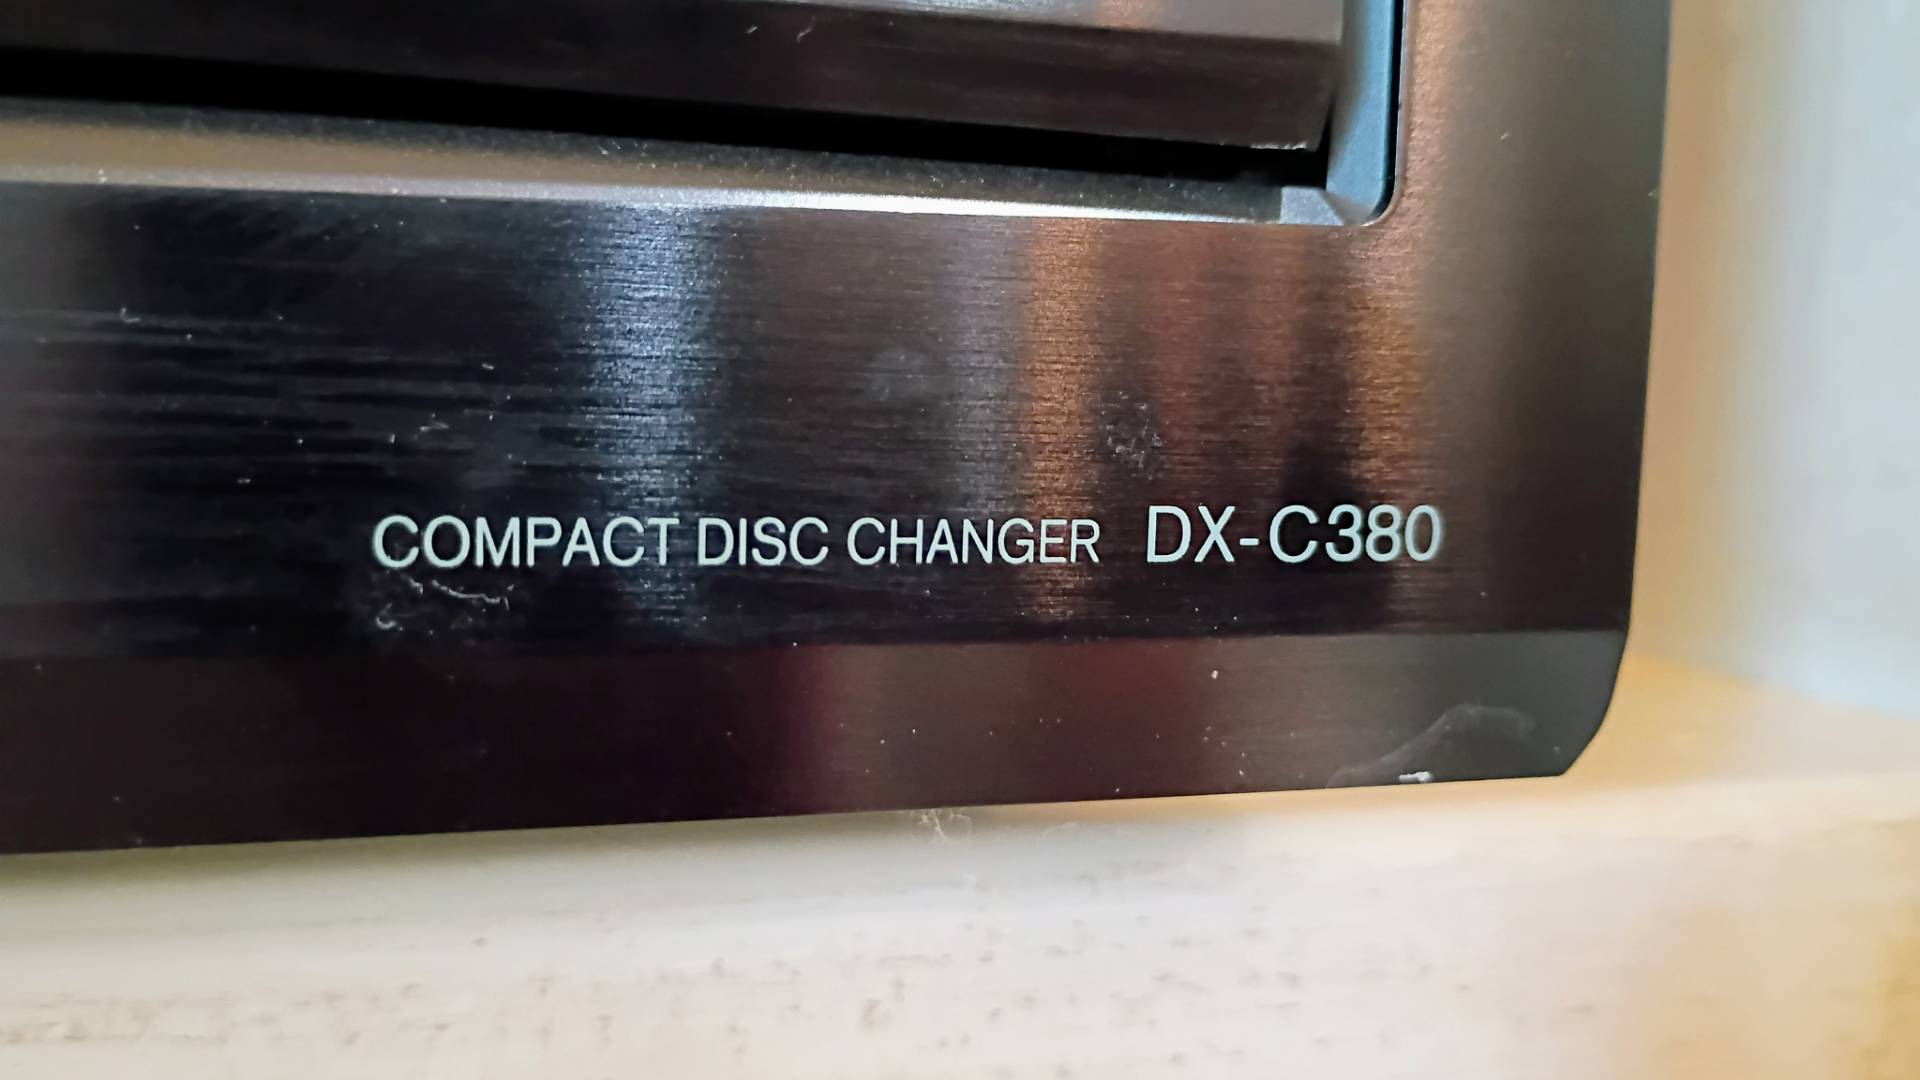 COMPACT DISC CHANGER DX-C380